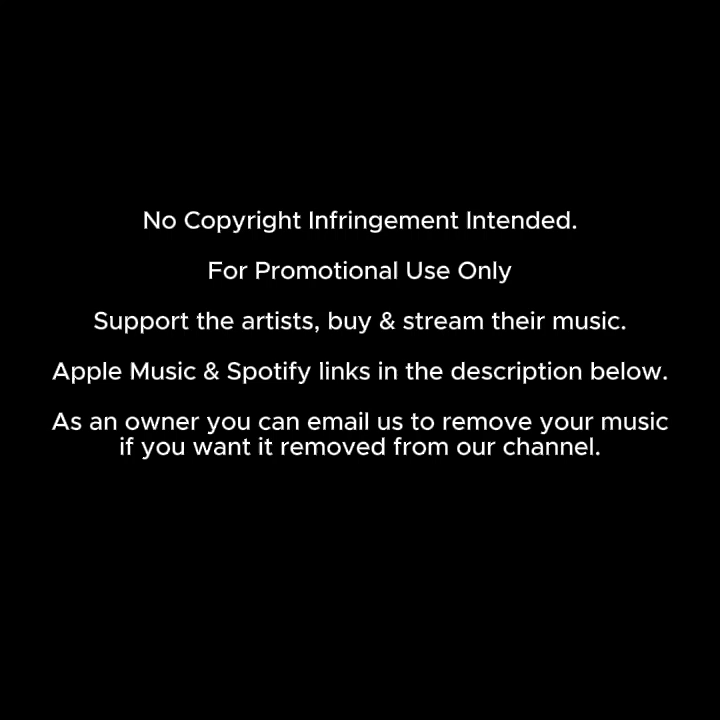 No Copyright Infringement Intended.
For Promotional Use Only
Support the artists, buy & stream their music.
Apple Music & Spotify links in the description below.
As an owner you can email us to remove your music
if you want it removed from our channel.